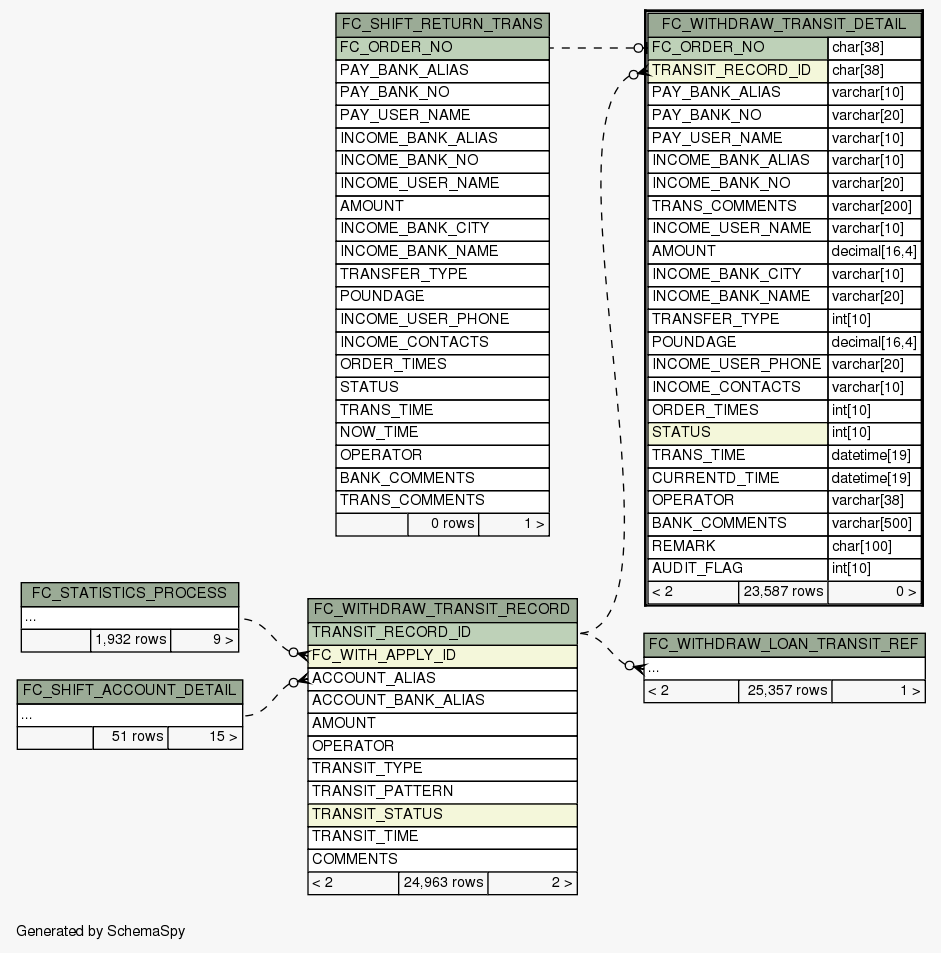 FC_SHIFT_RETURN_TRANS
FC_ORDER_NO
PAY_BANK_ALIAS
PAY_BANK_NO
PAY_USER_NAME
INCOME_BANK_ALIAS
INCOME_BANK_NO
INCOME_USER_NAME
AMOUNT
INCOME_BANK_CITY
INCOME_BANK_NAME
TRANSFER_TYPE
POUNDAGE
INCOME_USER_PHONE
INCOME_CONTACTS
ORDER_TIMES
STATUS
TRANS_TIME
NOW_TIME
OPERATOR
BANK_COMMENTS
TRANS_COMMENTS
0 rows 1 >
FC_WITHDRAW_TRANSIT_DETAIL
FC_ORDER_NO char[38]
TRANSIT_RECORD_ID char[38]
PAY_BANK_ALIAS varchar[10]
PAY_BANK_NO varchar[20]
PAY_USER_NAME varchar[10]
INCOME_BANK_ALIAS varchar[10]
INCOME_BANK_NO varchar[20]
TRANS_COMMENTS varchar[200]
INCOME_USER_NAME varchar[10]
AMOUNT decimal[16,4]
INCOME_BANK_CITY varchar[10]
INCOME_BANK_NAME varchar[20]
TRANSFER_TYPE int[10]
POUNDAGE decimal[16,4]
INCOME_USER_PHONE varchar[20]
INCOME_CONTACTS varchar[10]
ORDER_TIMES int[10]
STATUS int[10]
TRANS_TIME datetime[19]
CURRENTD_TIME datetime[19]
OPERATOR varchar[38]
BANK_COMMENTS varchar[500]
REMARK char[100]
AUDIT_FLAG int[10]
< 2 23,587 rows 0 >
FC_STATISTICS_PROCESS
...
1,932 rows 9 >
FC_SHIFT_ACCOUNT_DETAIL
...
51 rows 15 >
FC_WITHDRAW_TRANSIT_RECORD
TRANSIT_RECORD_ID
FC_WITH_APPLY_ID
ACCOUNT_ALIAS
ACCOUNT_BANK_ALIAS
AMOUNT
OPERATOR
TRANSIT_TYPE
TRANSIT_PATTERN
TRANSIT_STATUS
TRANSIT_TIME
COMMENTS
< 2 24,963 rows 2 >
FC_WITHDRAW_LOAN_TRANSIT_REF
...
< 2 25,357 rows 1 >
Generated by SchemaSpy